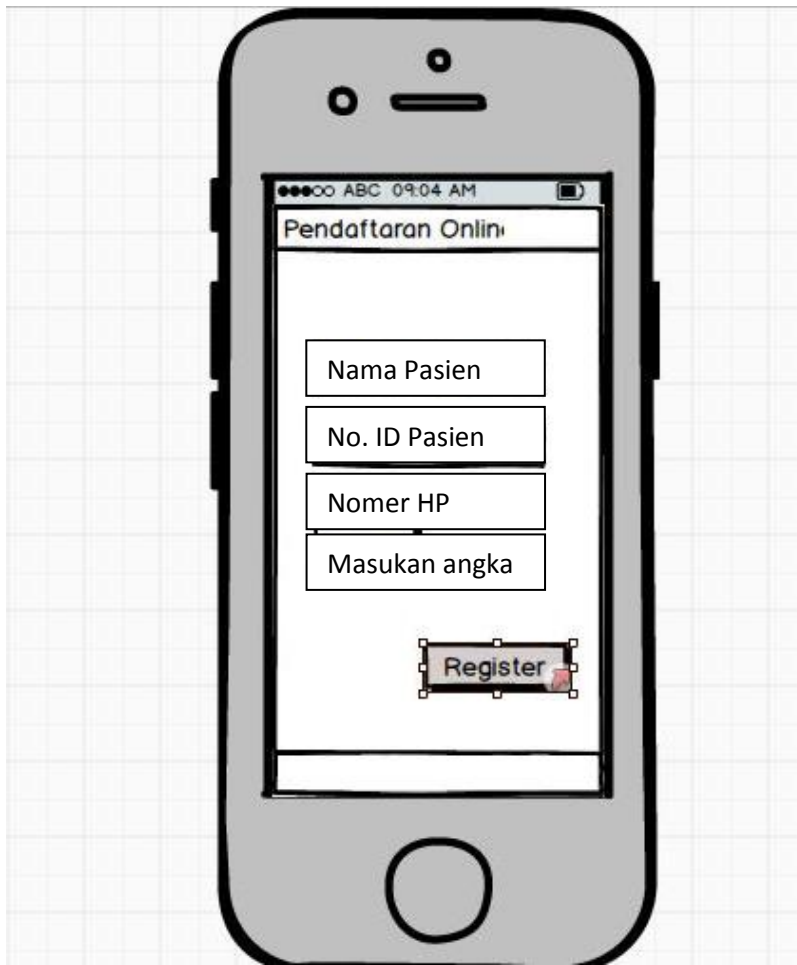 ABC 09:04 AM
Pendaftaran Onlin
Nama Pasien
No. ID Pasien
Nomer HP
Masukan angka
Register